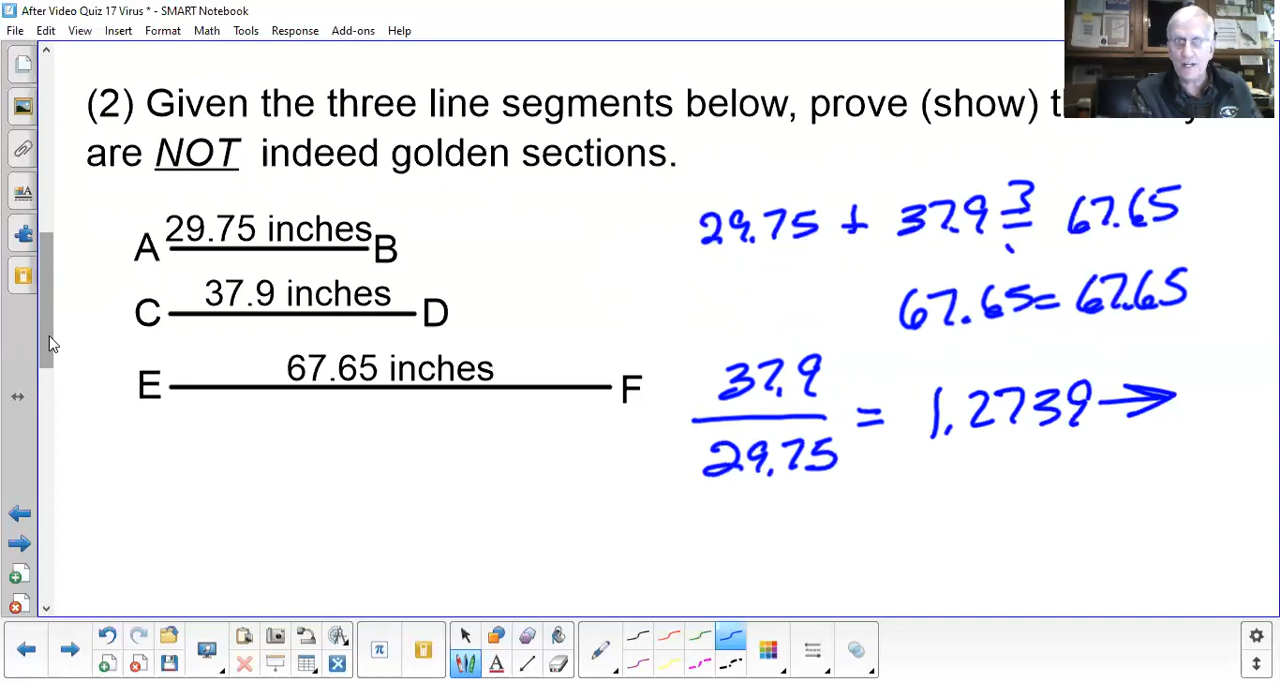 After Video Quiz 17 Virus * - SMART Notebook
File Edit View Insert Format Math Tools Response Add-ons Help
(2) Given the three line segments below, prove (show)
are NOT indeed golden sections.
A 29.75 inches B
C 37.9 inches D
E 67.65 inches F
29.75 + 37.9 ?= 67.65
67.65 = 67.65
37.9
29.75
= 1.2739 →